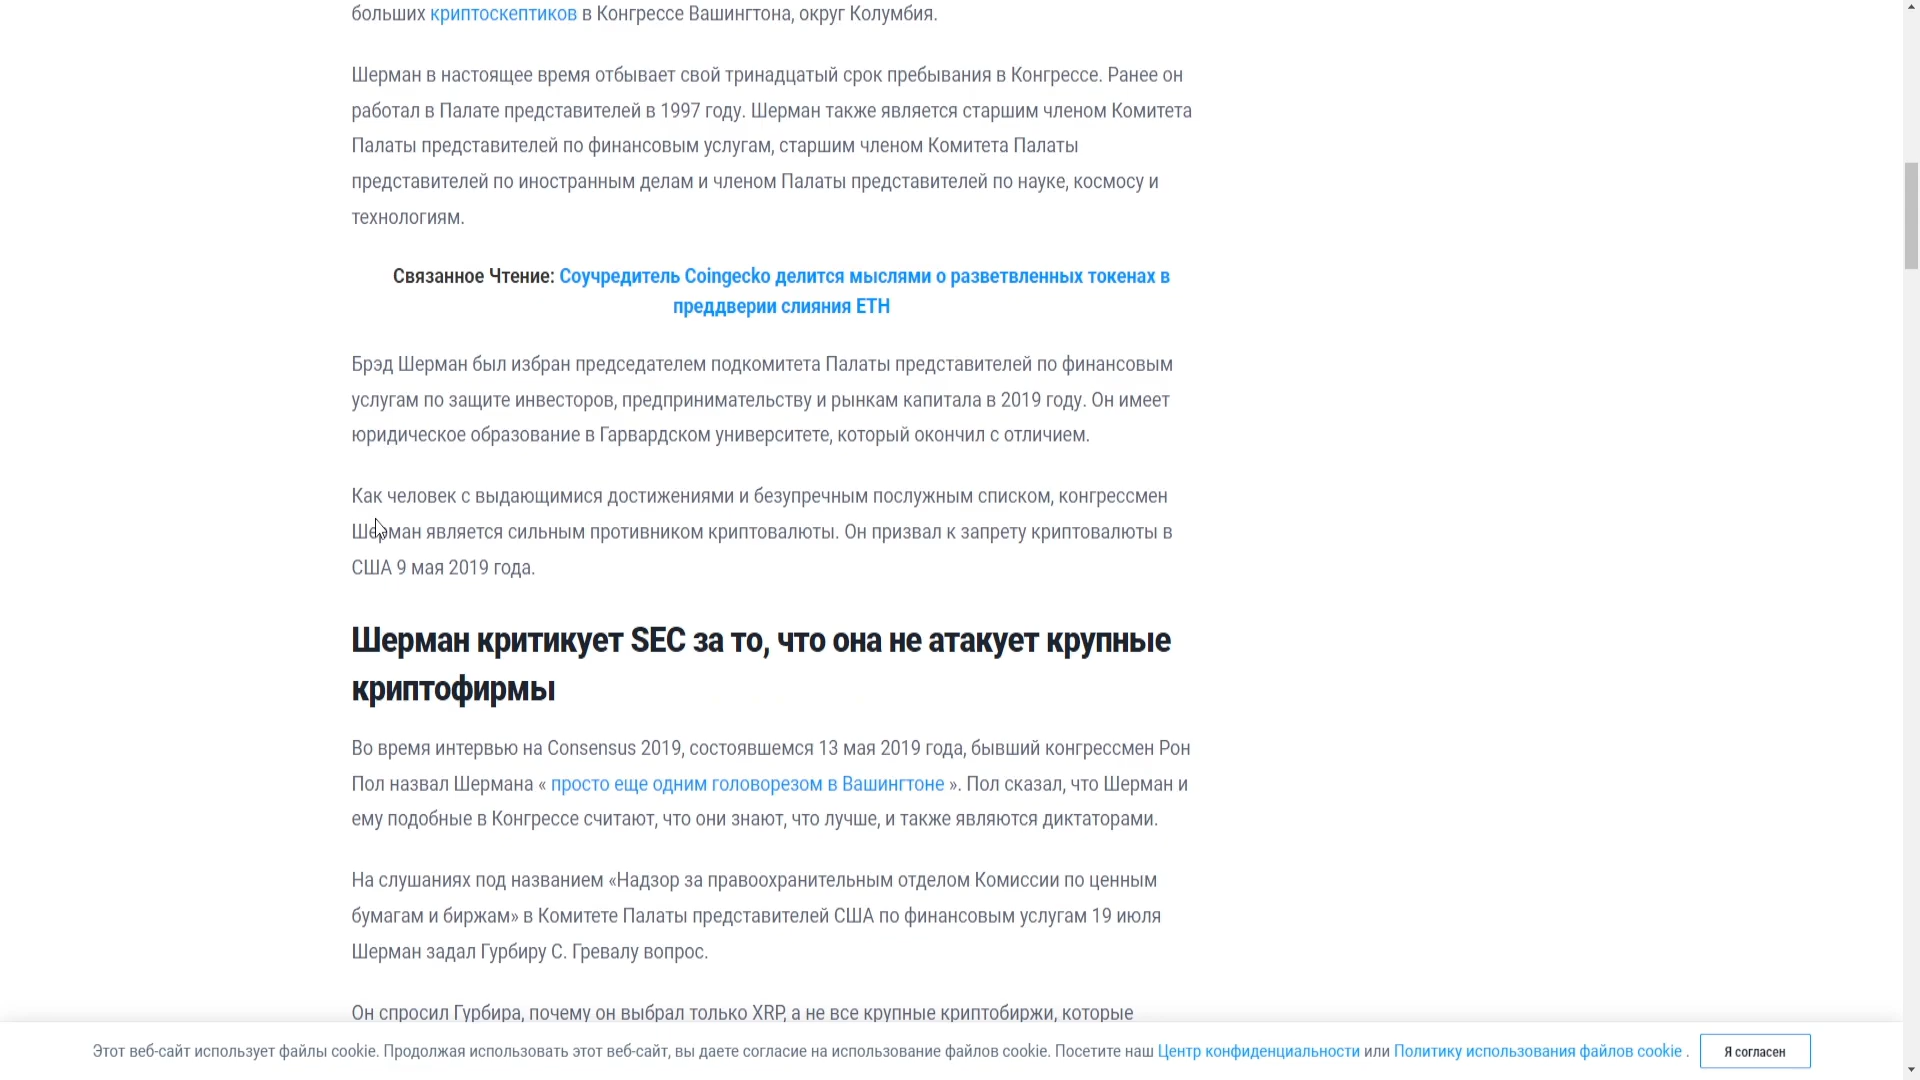 больших криптоскептиков в Конгрессе Вашингтона, округ Колумбия.
Шерман в настоящее время отбывает свой тринадцатый срок пребывания в Конгрессе. Ранее он
работал в Палате представителей в 1997 году. Шерман также является старшим членом Комитета
Палаты представителей по финансовым услугам, старшим членом Комитета Палаты
представителей по иностранным делам и членом Палаты представителей по науке, космосу и
технологиям.
Связанное Чтение: Соучредитель Coingecko делится мыслями о разветвленных токенах в
преддверии слияния ETH
Брэд Шерман был избран председателем подкомитета Палаты представителей по финансовым
услугам по защите инвесторов, предпринимательству и рынкам капитала в 2019 году. Он имеет
юридическое образование в Гарвардском университете, который окончил с отличием.
Как человек с выдающимися достижениями и безупречным послужным списком, конгрессмен
Шерман является сильным противником криптовалюты. Он призвал к запрету криптовалюты в
США 9 мая 2019 года.
Шерман критикует SEC за то, что она не атакует крупные
криптофирмы
Во время интервью на Consensus 2019, состоявшемся 13 мая 2019 года, бывший конгрессмен Рон
Пол назвал Шермана « просто еще одним головорезом в Вашингтоне ». Пол сказал, что Шерман и
ему подобные в Конгрессе считают, что они знают, что лучше, и также являются диктаторами.
На слушаниях под названием «Надзор за правоохранительным отделом Комиссии по ценным
бумагам и биржам» в Комитете Палаты представителей США по финансовым услугам 19 июля
Шерман задал Гурбиру С. Гревалу вопрос.
Он спросил Гурбира, почему он выбрал только XRP, а не все крупные криптобиржи, которые
Этот веб-сайт использует файлы cookie. Продолжая использовать этот веб-сайт, вы даете согласие на использование файлов cookie. Посетите наш Центр конфиденциальности или Политику использования файлов cookie .
Я согласен